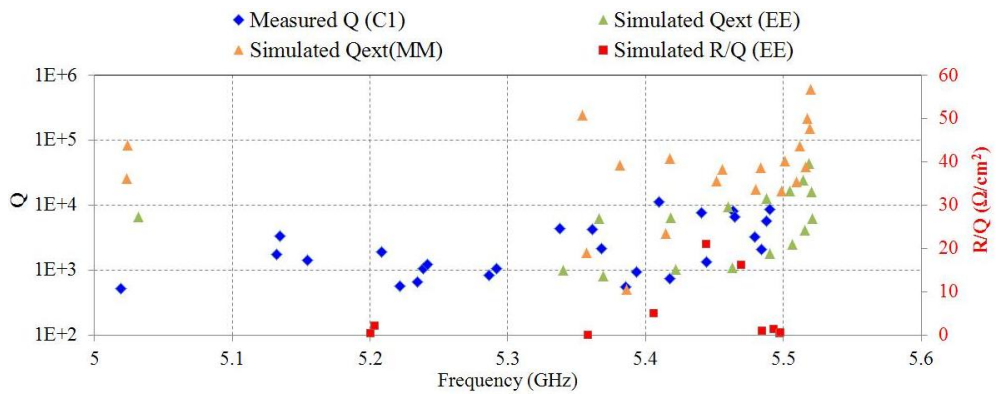 Measured Q (C1)
Simulated Qext (EE)
Simulated Qext(MM)
Simulated R/Q (EE)
1E+6
1E+5
1E+4
1E+3
1E+2
Q
60
50
40
30
20
10
0
R/Q (Ω/cm²)
5
5.1
5.2
5.3
5.4
5.5
5.6
Frequency (GHz)